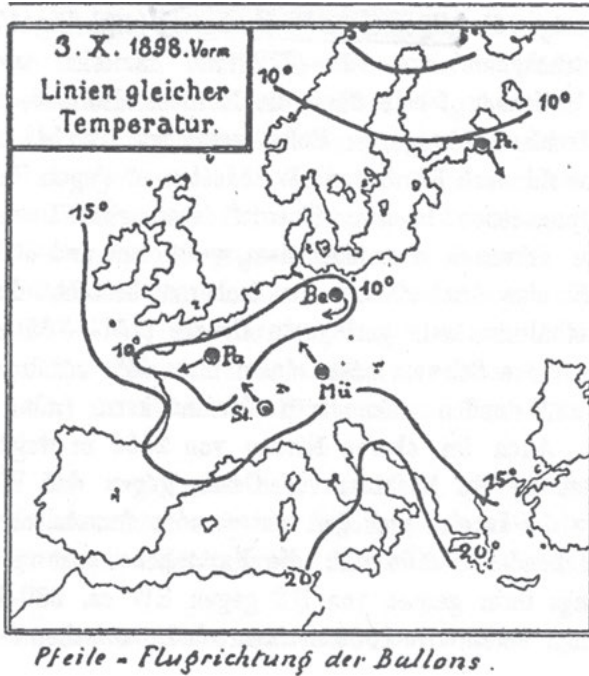 3. X. 1898. Vorm
Linien gleicher
Temperatur.
10°
10°
Pe.
15°
Be
10°
10°
Pa.
Mü
St.
15°
20°
20°
Pfeile = Flugrichtung der Ballons.